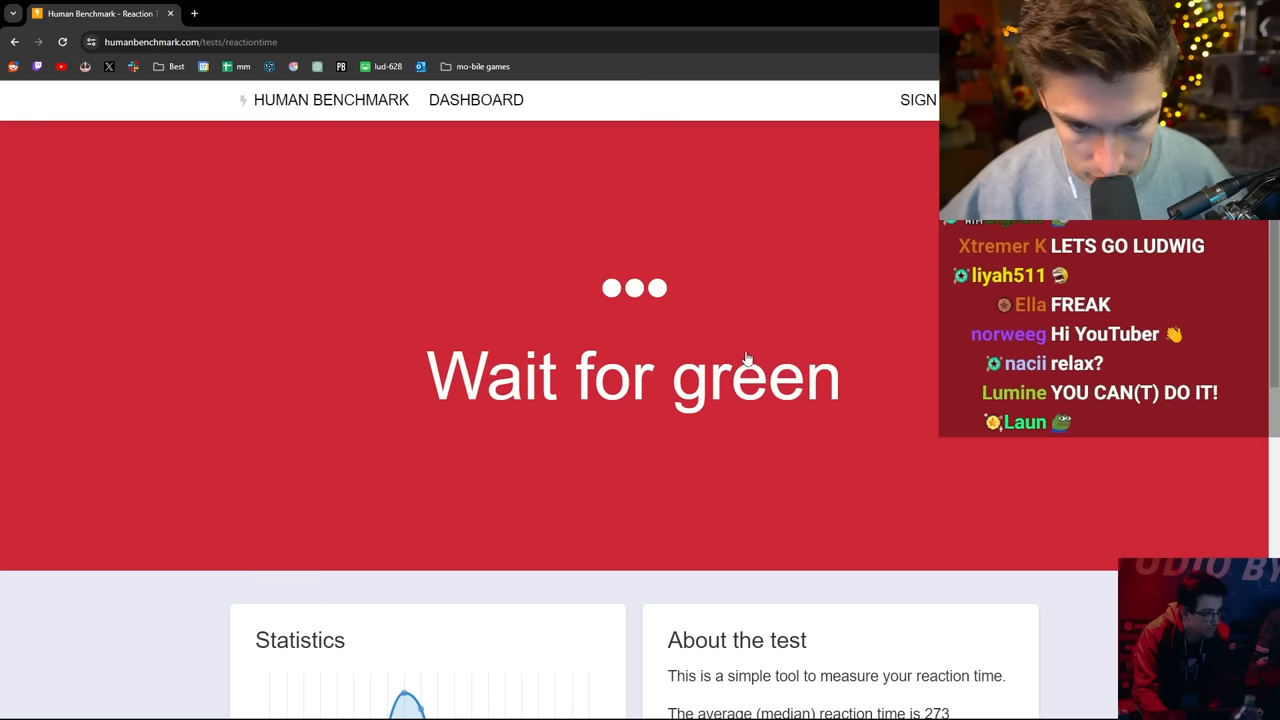 Human Benchmark - Reaction T
humanbenchmark.com/tests/reactiontime
Best
mm
PB
lud-628
mo-bile games
HUMAN BENCHMARK
DASHBOARD
SIGN
Xtremer K LETS GO LUDWIG
liyah511
Ella FREAK
norweeg Hi YouTuber
nacii relax?
Lumine YOU CAN(T) DO IT!
Laun
Wait for green
UDIO BY
Statistics
About the test
This is a simple tool to measure your reaction time.
The average (median) reaction time is 273